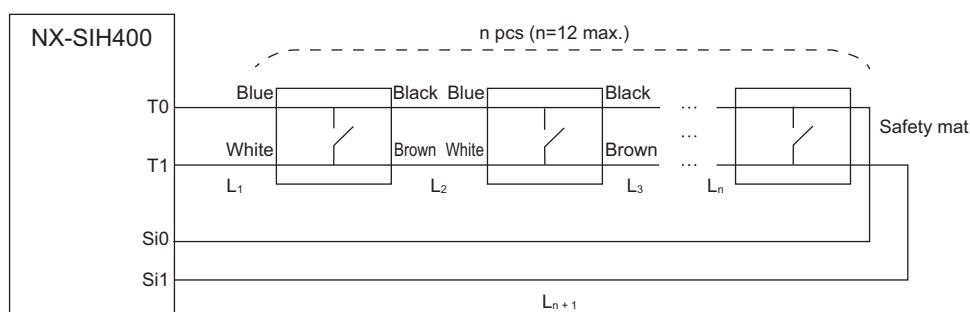 NX-SIH400
n pcs (n=12 max.)
Blue Black Blue Black ...
T0
Safety mat
...
White Brown White Brown ...
T1
L1 L2 L3 Ln
Si0
Si1
Ln + 1